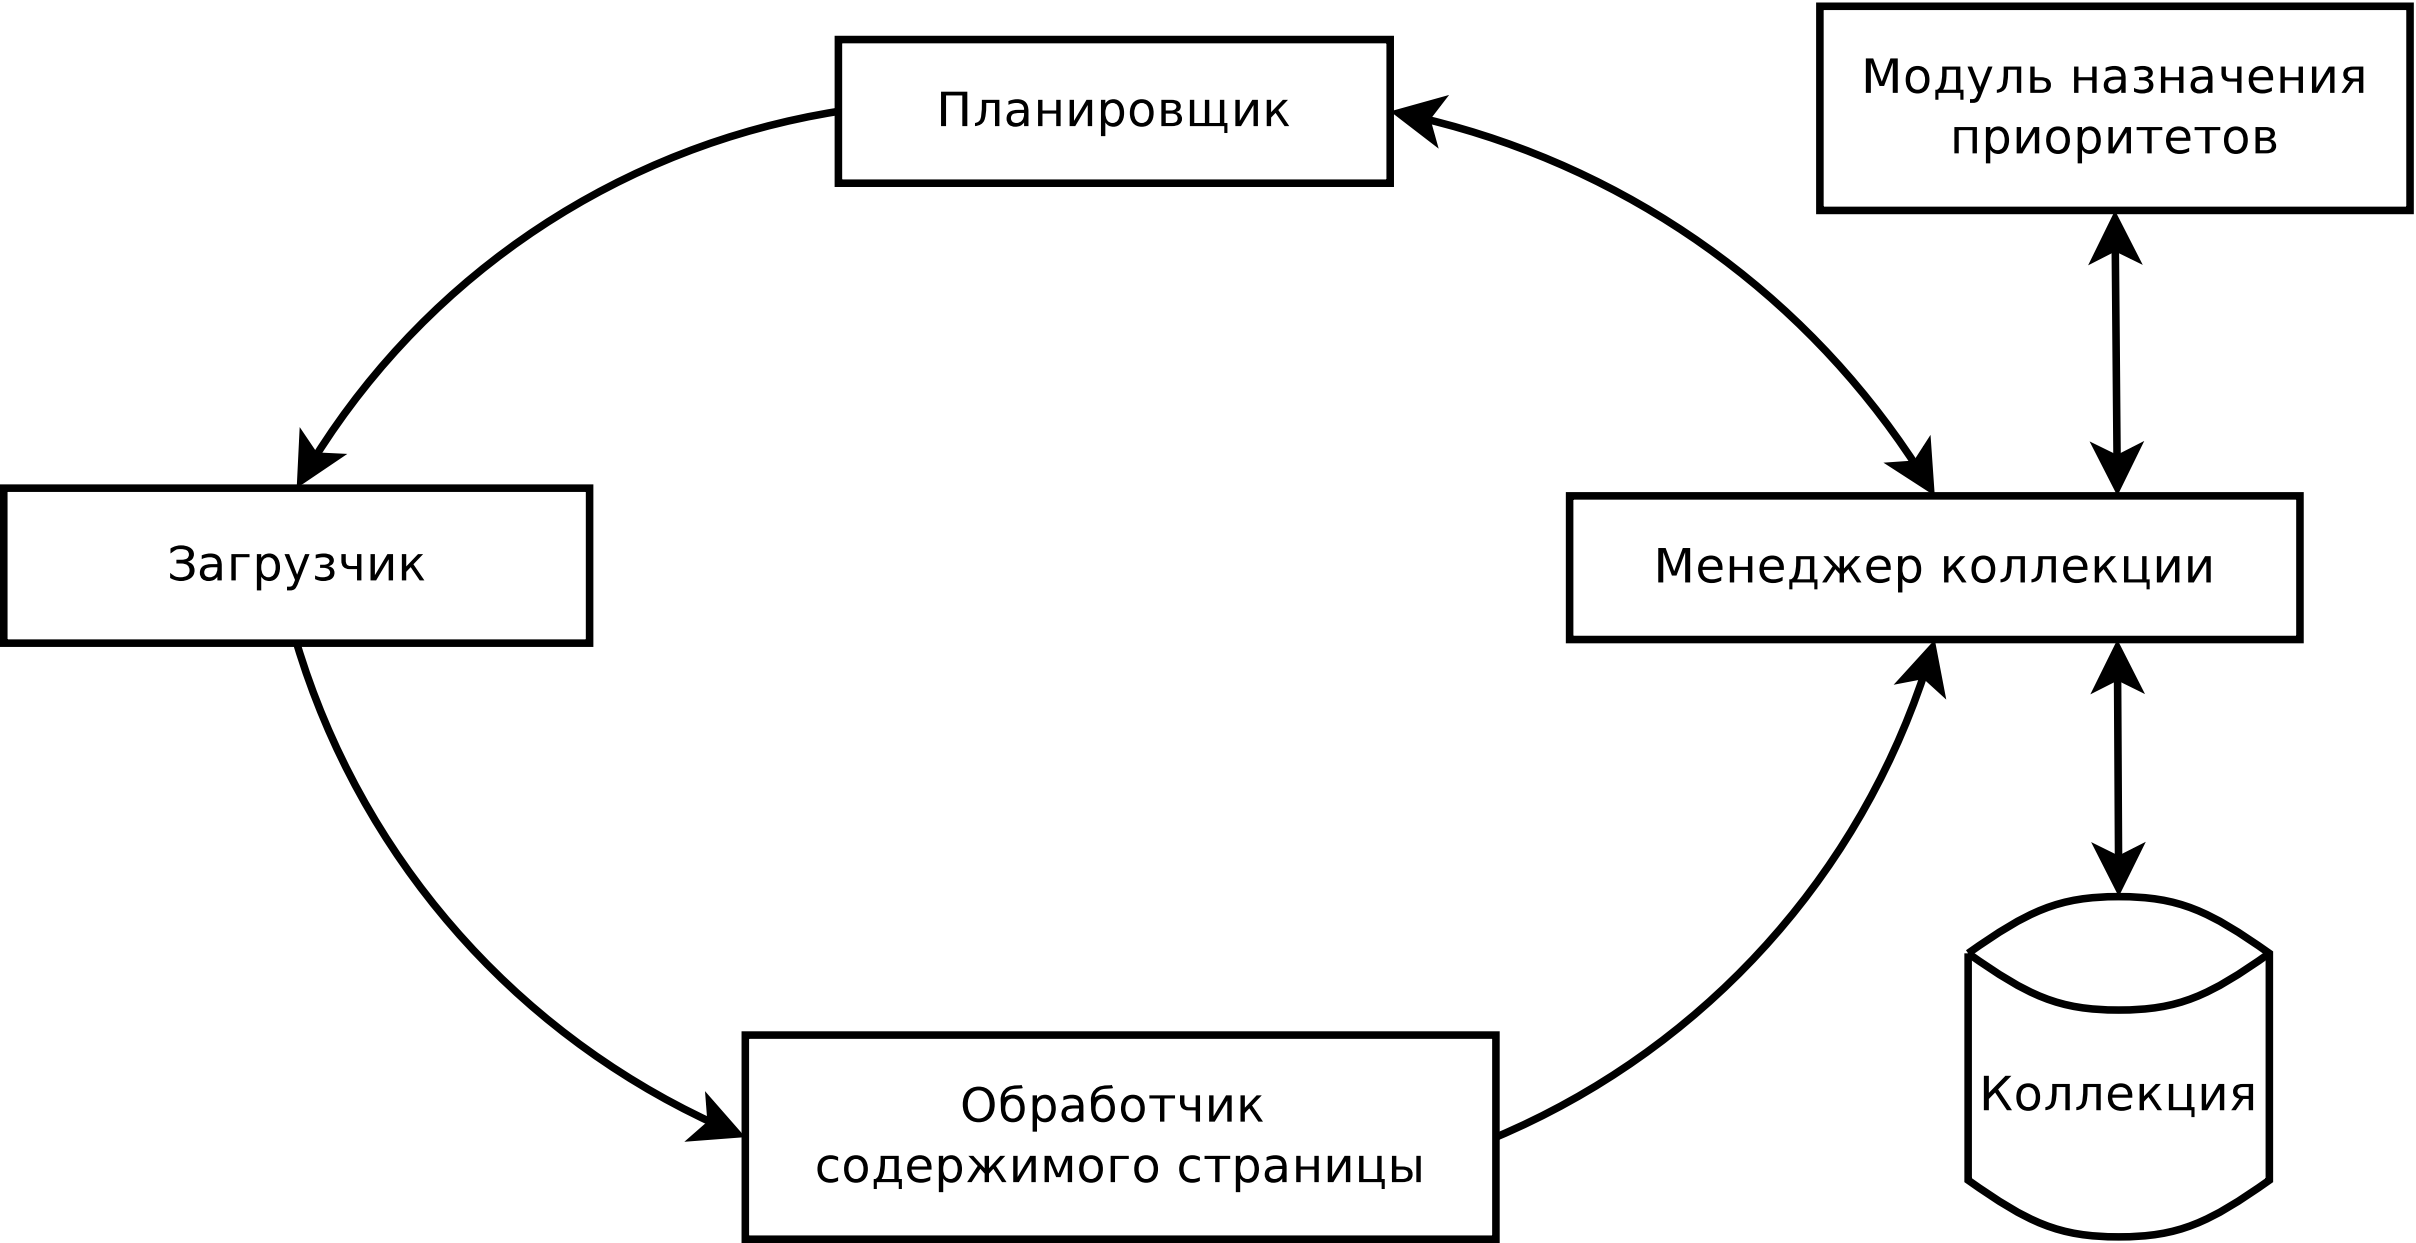 Планировщик
Модуль назначения
приоритетов
Загрузчик
Менеджер коллекции
Обработчик
содержимого страницы
Коллекция